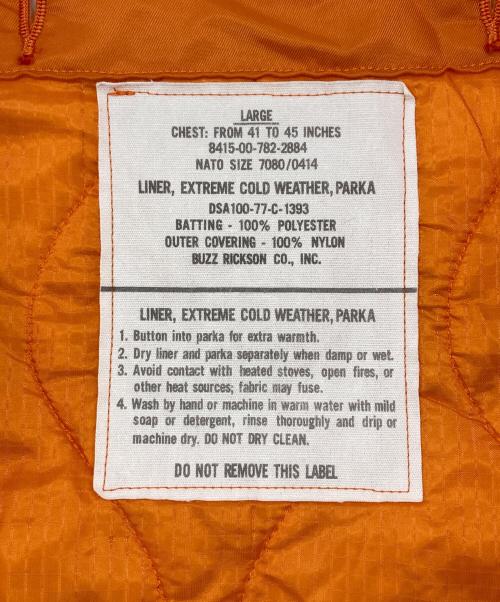 LARGE
CHEST: FROM 41 TO 45 INCHES
8415-00-782-2884
NATO SIZE 7080/0414
LINER, EXTREME COLD WEATHER, PARKA
DSA100-77-C-1393
BATTING - 100% POLYESTER
OUTER COVERING - 100% NYLON
BUZZ RICKSON CO., INC.
LINER, EXTREME COLD WEATHER, PARKA
1. Button into parka for extra warmth.
2. Dry liner and parka separately when damp or wet.
3. Avoid contact with heated stoves, open fires, or
other heat sources; fabric may fuse.
4. Wash by hand or machine in warm water with mild
soap or detergent, rinse thoroughly and drip or
machine dry. DO NOT DRY CLEAN.
DO NOT REMOVE THIS LABEL